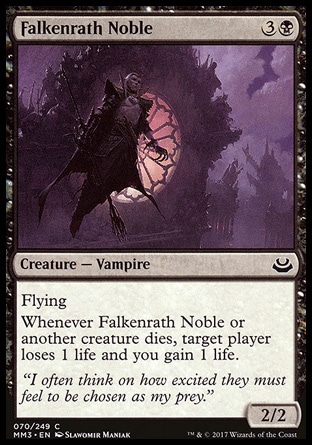 Falkenrath Noble 3
Creature — Vampire
Flying
Whenever Falkenrath Noble or
another creature dies, target player
loses 1 life and you gain 1 life.
“I often think on how excited they must
feel to be chosen as my prey.”
2/2
070/249 C
MM3 • EN Slawomir Maniak
™ & © 2017 Wizards of the Coast